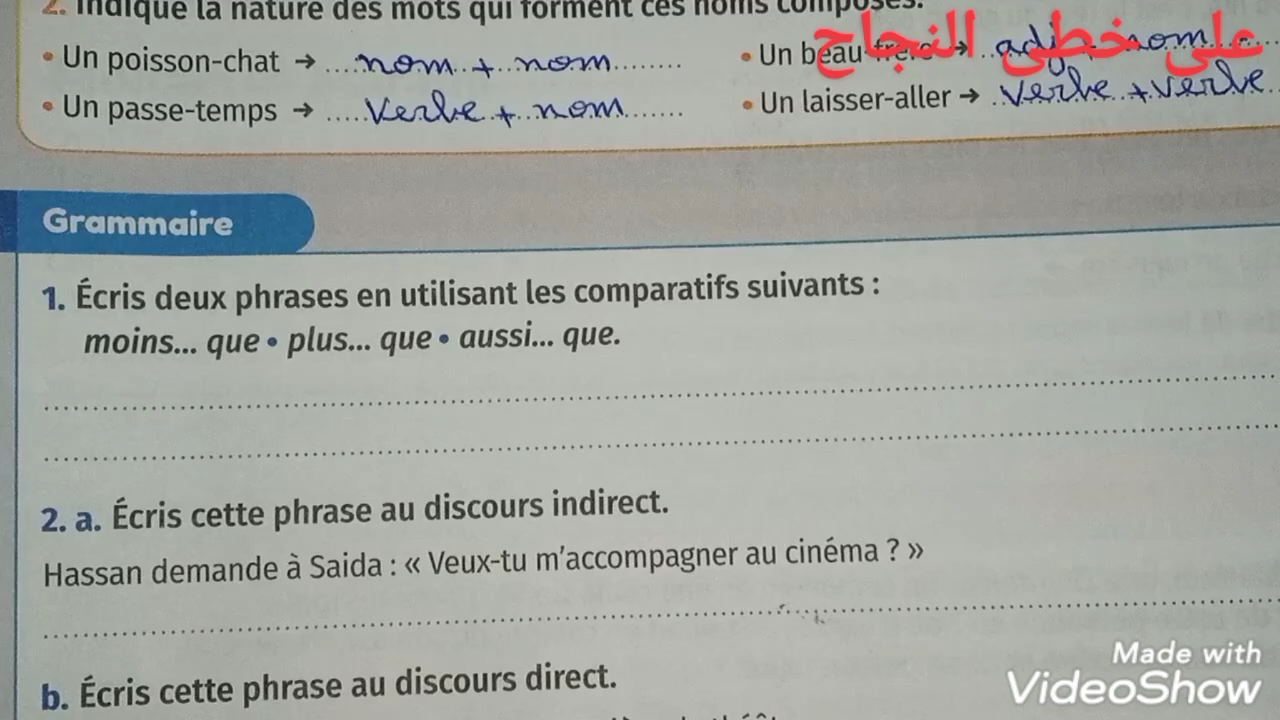 2. Indique la nature des mots qui forment ces noms composés.
• Un poisson-chat → nom + nom
• Un beau-frère → adj + nom
على خطى النجاح
• Un passe-temps → verbe + nom
• Un laisser-aller → verbe + verbe
Grammaire
1. Écris deux phrases en utilisant les comparatifs suivants :
moins... que • plus... que • aussi... que.
2. a. Écris cette phrase au discours indirect.
Hassan demande à Saida : « Veux-tu m'accompagner au cinéma ? »
b. Écris cette phrase au discours direct.
Made with
VideoShow